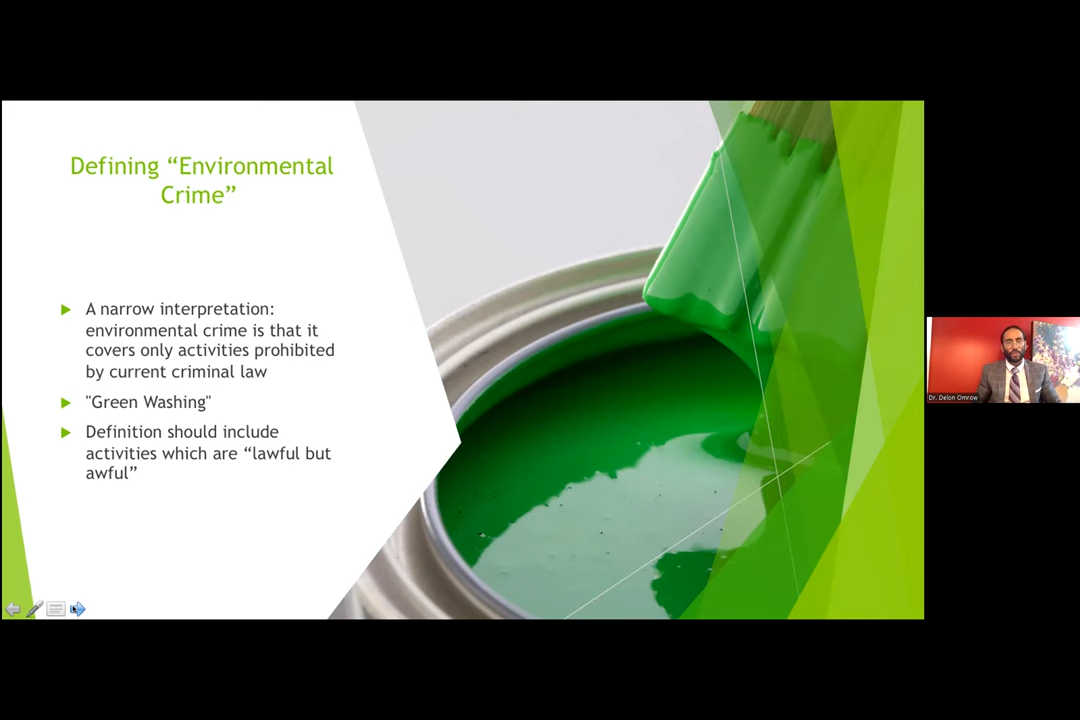 Defining “Environmental
Crime”
A narrow interpretation:
environmental crime is that it
covers only activities prohibited
by current criminal law
"Green Washing"
Definition should include
activities which are “lawful but
awful”
Dr. Delon Omrow